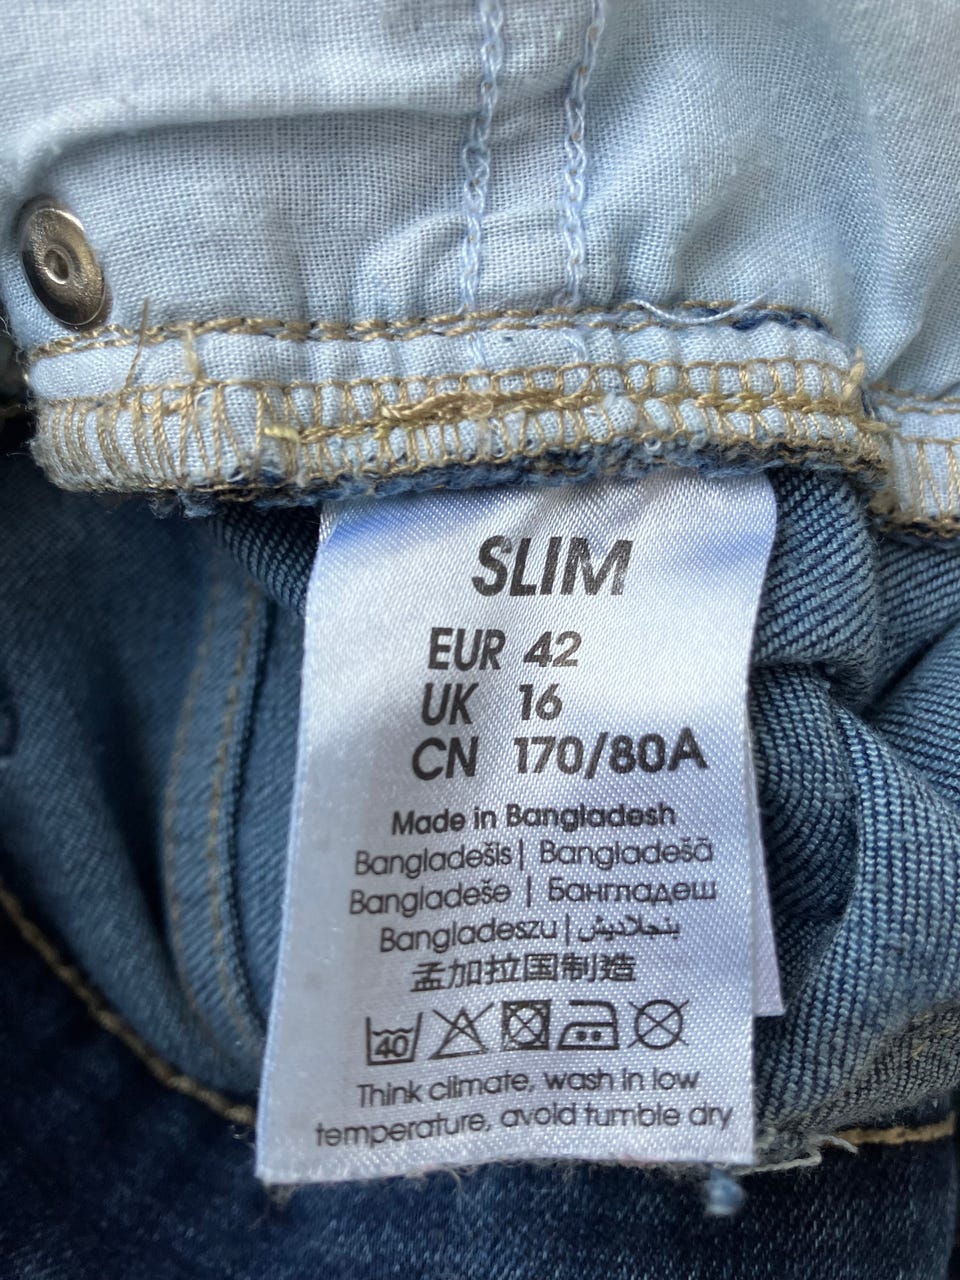 SLIM
EUR 42
UK 16
CN 170/80A
Made in Bangladesh
Bangladešis | Bangladešā
Bangladeše | Бангладеш
Bangladeszu | بنجلاديش
孟加拉国制造
40
Think climate, wash in low
temperature, avoid tumble dry